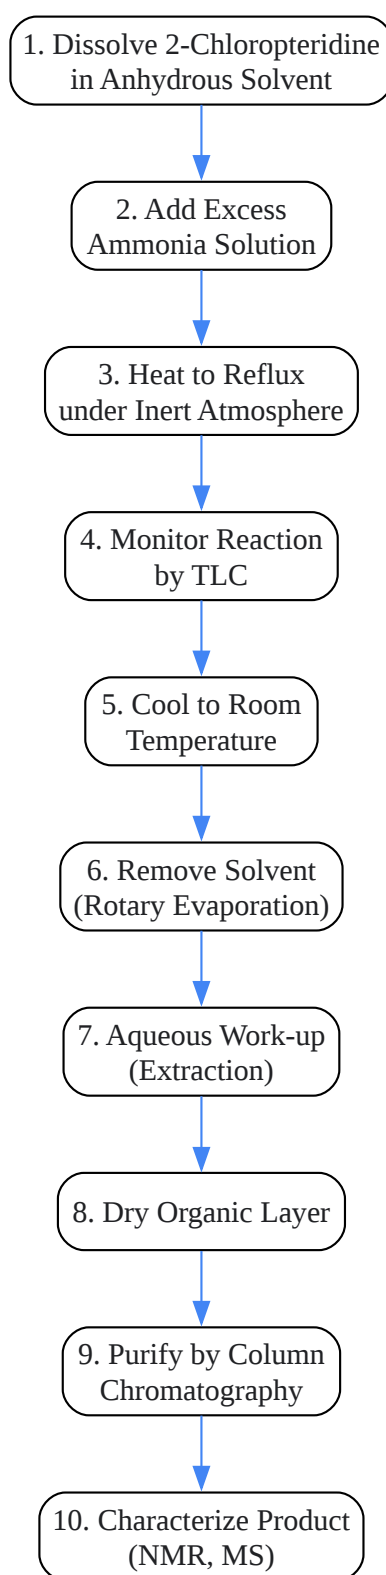 1. Dissolve 2-Chloropteridine
in Anhydrous Solvent
2. Add Excess
Ammonia Solution
3. Heat to Reflux
under Inert Atmosphere
4. Monitor Reaction
by TLC
5. Cool to Room
Temperature
6. Remove Solvent
(Rotary Evaporation)
7. Aqueous Work-up
(Extraction)
8. Dry Organic Layer
9. Purify by Column
Chromatography
10. Characterize Product
(NMR, MS)